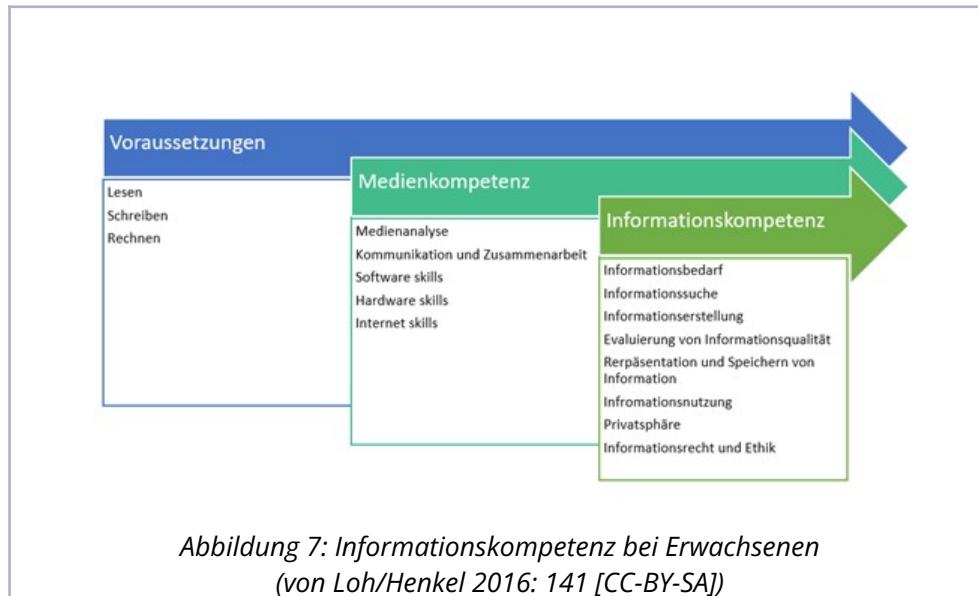 Voraussetzungen
Lesen
Schreiben
Rechnen
Medienkompetenz
Medienanalyse
Kommunikation und Zusammenarbeit
Software skills
Hardware skills
Internet skills
Informationskompetenz
Informationsbedarf
Informationssuche
Informationserstellung
Evaluierung von Informationsqualität
Rerpäsentation und Speichern von
Information
Infromationsnutzung
Privatsphäre
Informationsrecht und Ethik
Abbildung 7: Informationskompetenz bei Erwachsenen
(von Loh/Henkel 2016: 141 [CC-BY-SA])